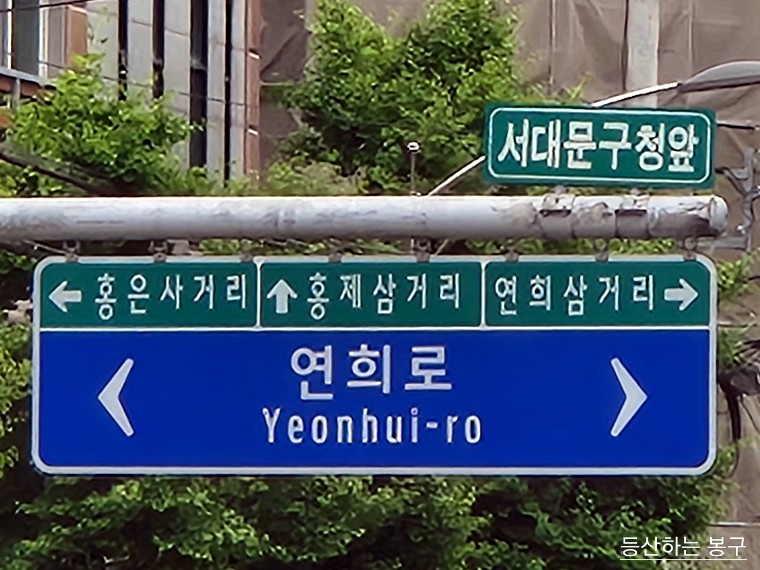 서대문구청앞
← 홍은사거리 ↑ 홍제삼거리 연희삼거리 →
< 연희로 >
Yeonhui-ro
등산하는 봉구